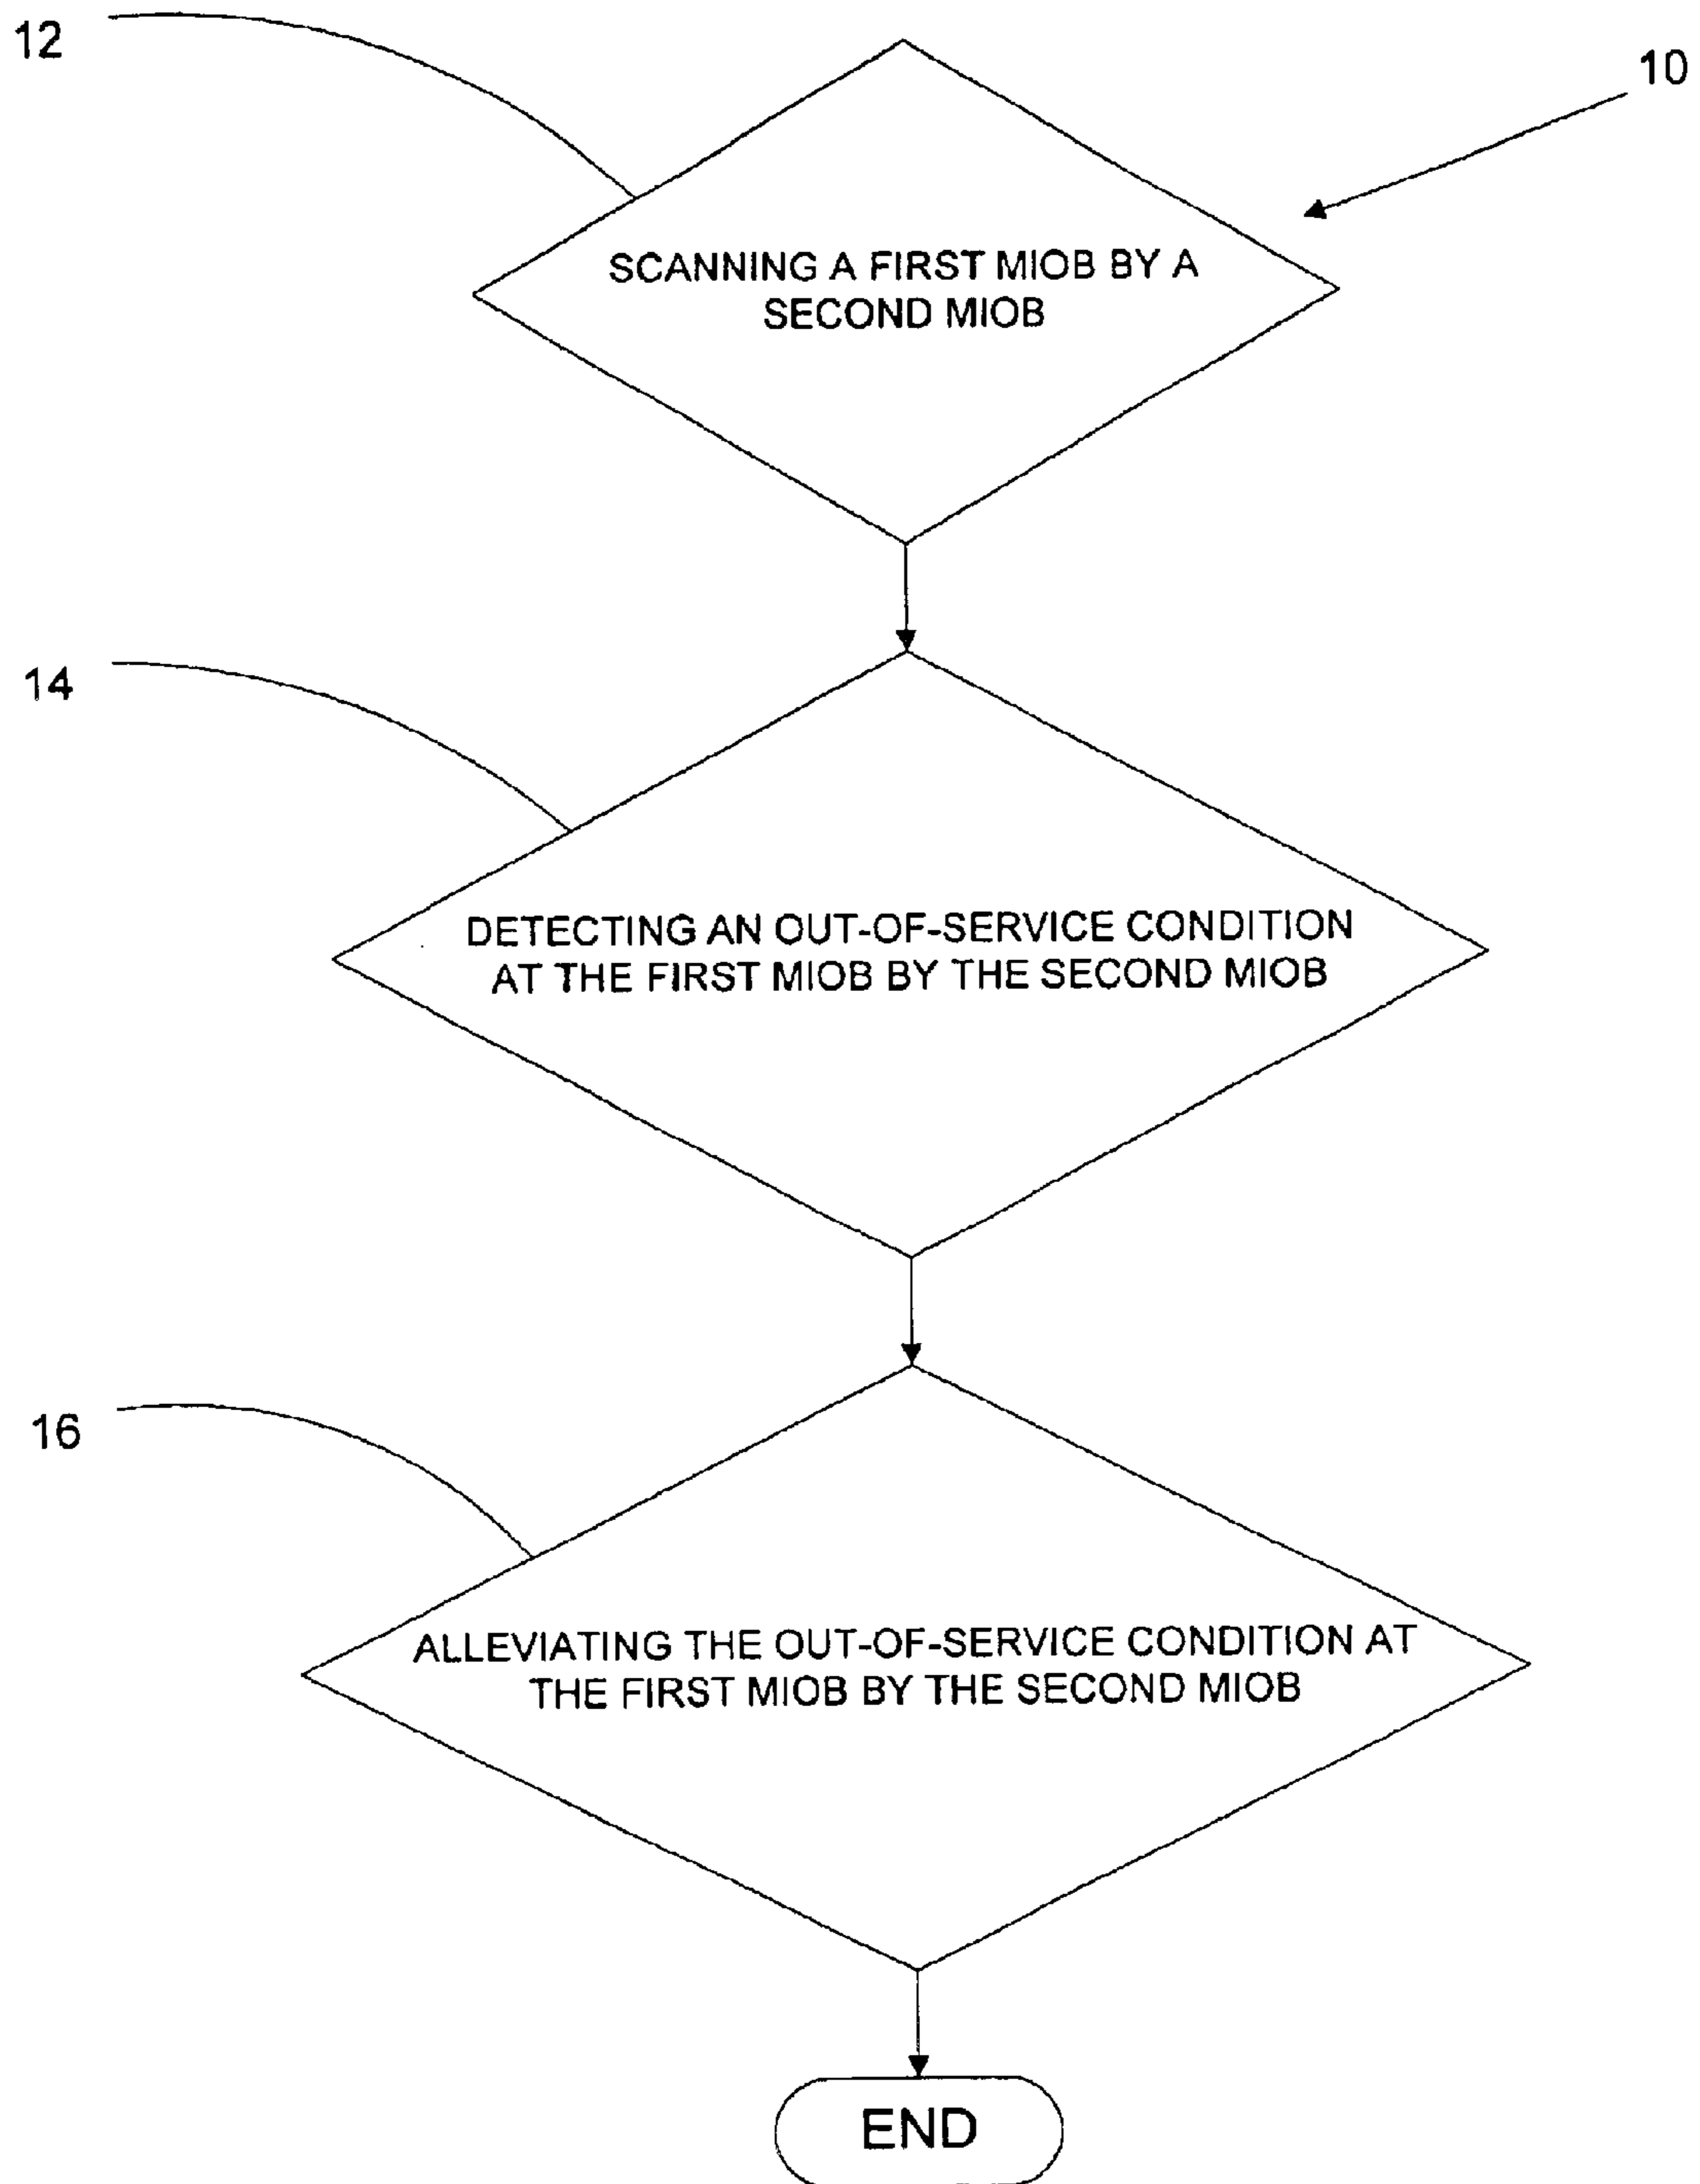 12
10
SCANNING A FIRST MIOB BY A
SECOND MIOB
14
DETECTING AN OUT-OF-SERVICE CONDITION
AT THE FIRST MIOB BY THE SECOND MIOB
16
ALLEVIATING THE OUT-OF-SERVICE CONDITION AT
THE FIRST MIOB BY THE SECOND MIOB
END